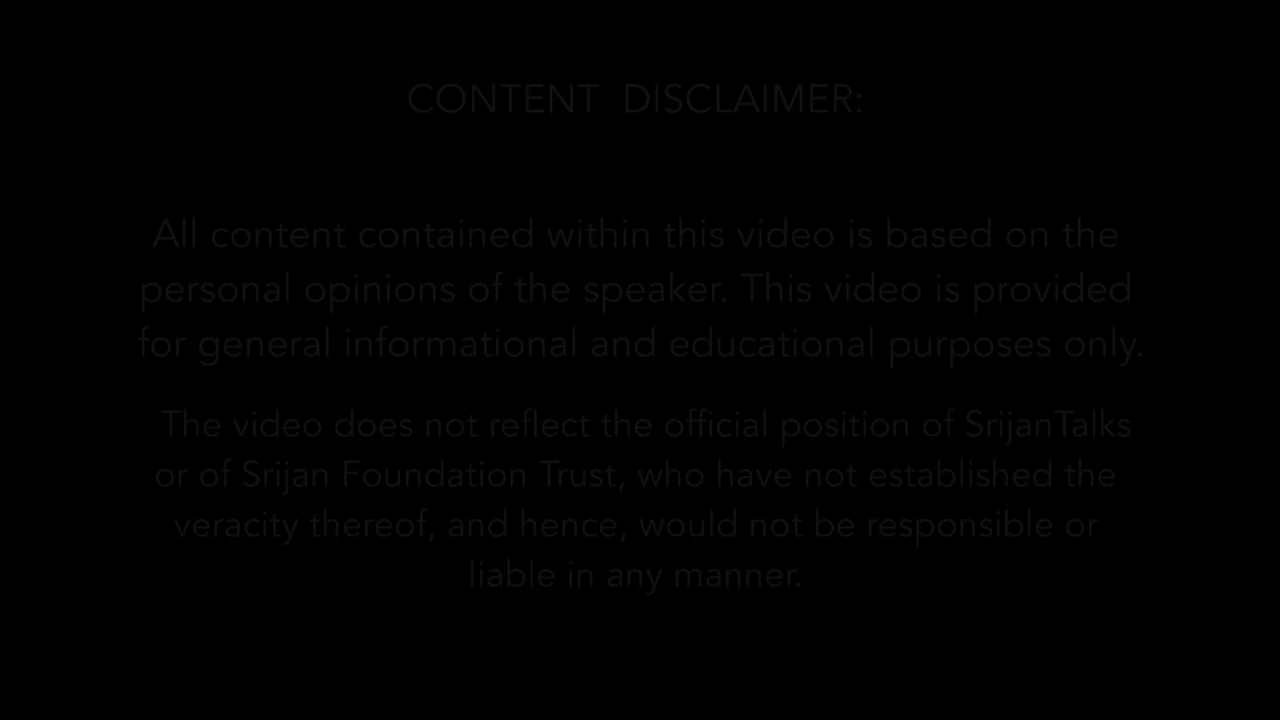 CONTENT DISCLAIMER:
All content contained within this video is based on the
personal opinions of the speaker. This video is provided
for general informational and educational purposes only.
The video does not reflect the official position of SrijanTalks
or of Srijan Foundation Trust, who have not established the
veracity thereof, and hence, would not be responsible or
liable in any manner.